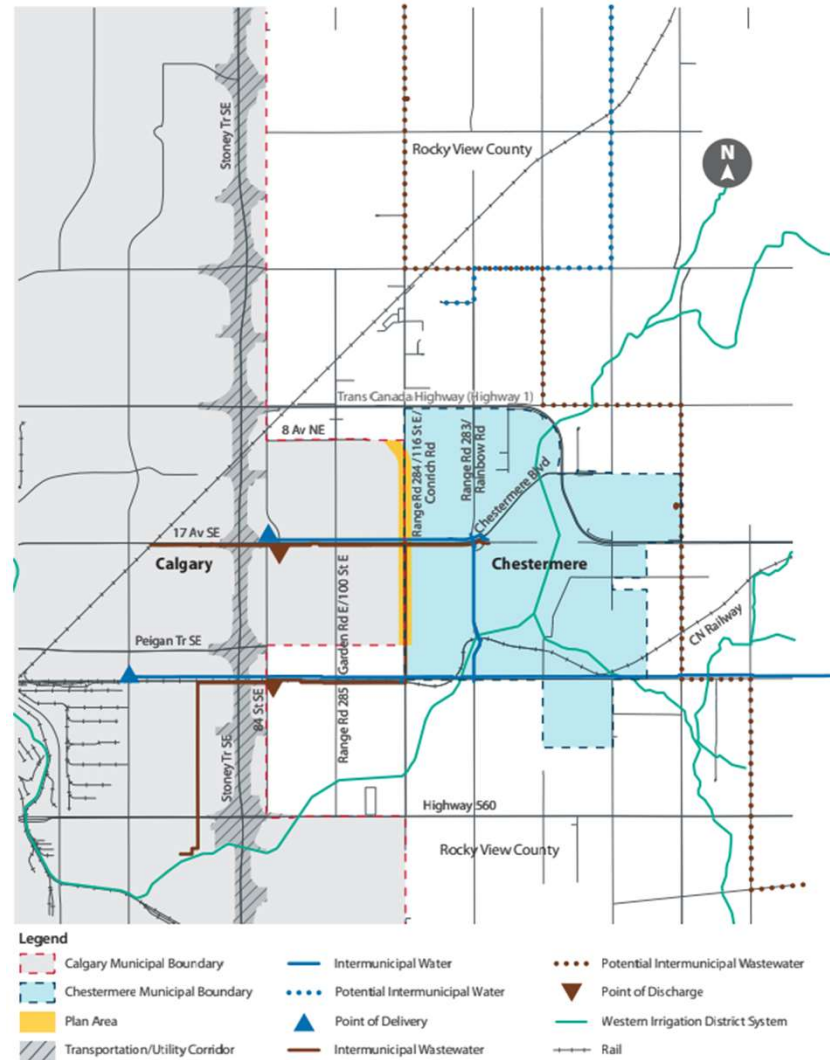 Stoney Tr SE
Rocky View County
N
Trans Canada Highway (Highway 1)
8 Av NE
Range Rd 284/116 St E/
Conrich Rd
Range Rd 283/
Rainbow Rd
Chestermere Blvd
17 Av SE
Calgary
Chestermere
Peigan Tr SE
Garden Rd E/100 St E
Range Rd 285
CN Railway
84 St SE
Stoney Tr SE
Highway 560
Rocky View County
Legend
Calgary Municipal Boundary
Chestermere Municipal Boundary
Plan Area
Transportation/Utility Corridor
Intermunicipal Water
Potential Intermunicipal Water
Point of Delivery
Intermunicipal Wastewater
Potential Intermunicipal Wastewater
Point of Discharge
Western Irrigation District System
Rail